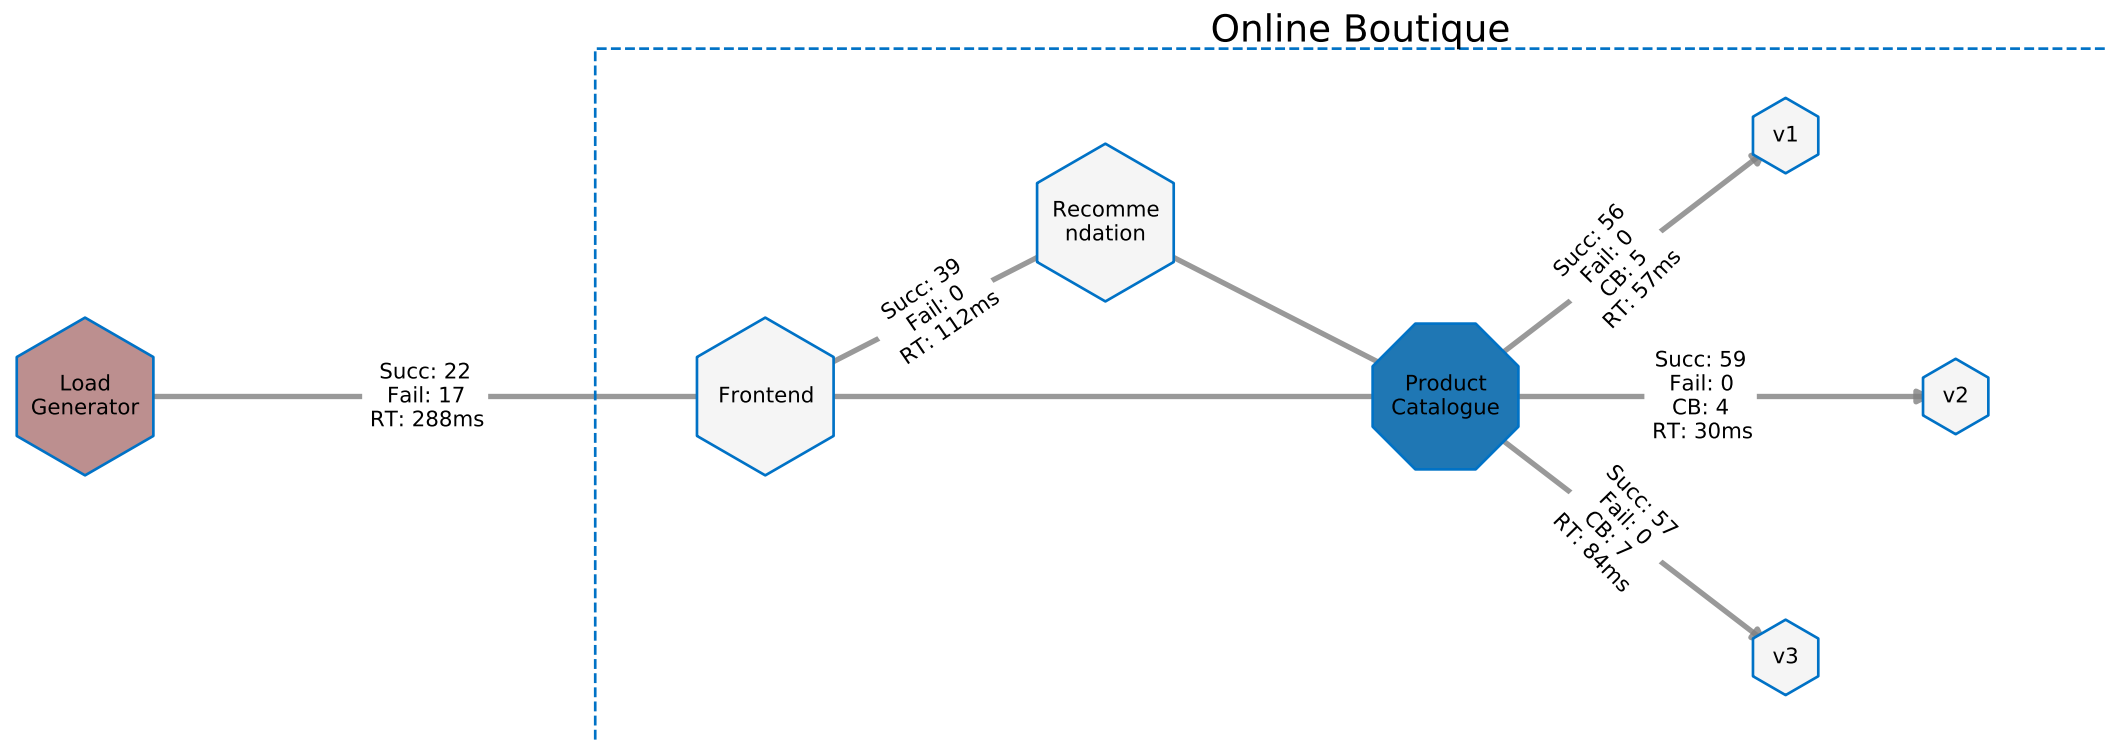 Online Boutique
v1
Recomme
ndation
Succ: 56
Fail: 0
CB: 5
RT: 57ms
Succ: 39
Fail: 0
RT: 112ms
Load
Generator
Succ: 22
Fail: 17
RT: 288ms
Frontend
Product
Catalogue
Succ: 59
Fail: 0
CB: 4
RT: 30ms
v2
Succ: 57
Fail: 0
CB: 7
RT: 84ms
v3